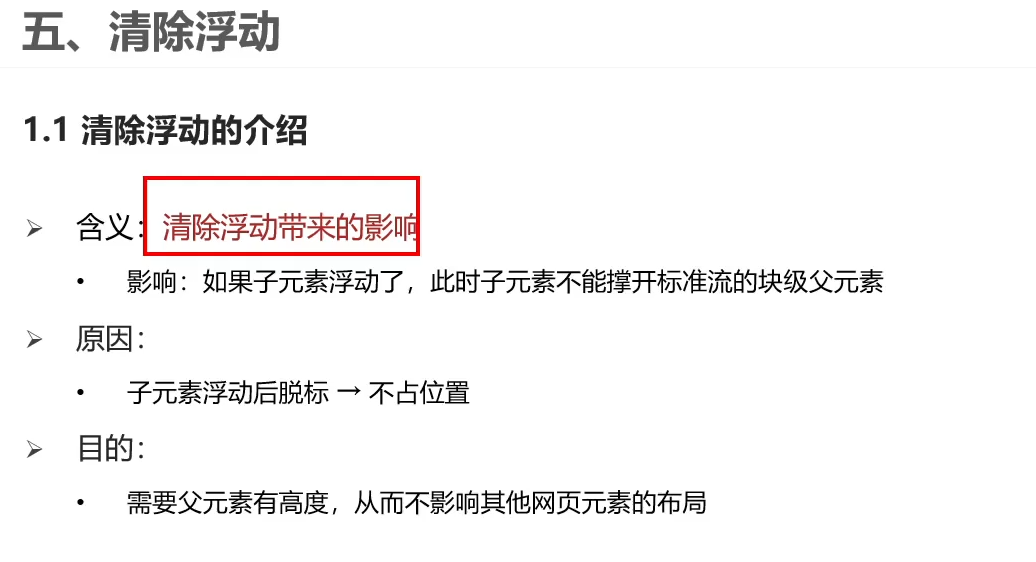 五、清除浮动
1.1 清除浮动的介绍
➢ 含义：清除浮动带来的影响
• 影响：如果子元素浮动了，此时子元素不能撑开标准流的块级父元素
➢ 原因：
• 子元素浮动后脱标 → 不占位置
➢ 目的：
• 需要父元素有高度，从而不影响其他网页元素的布局